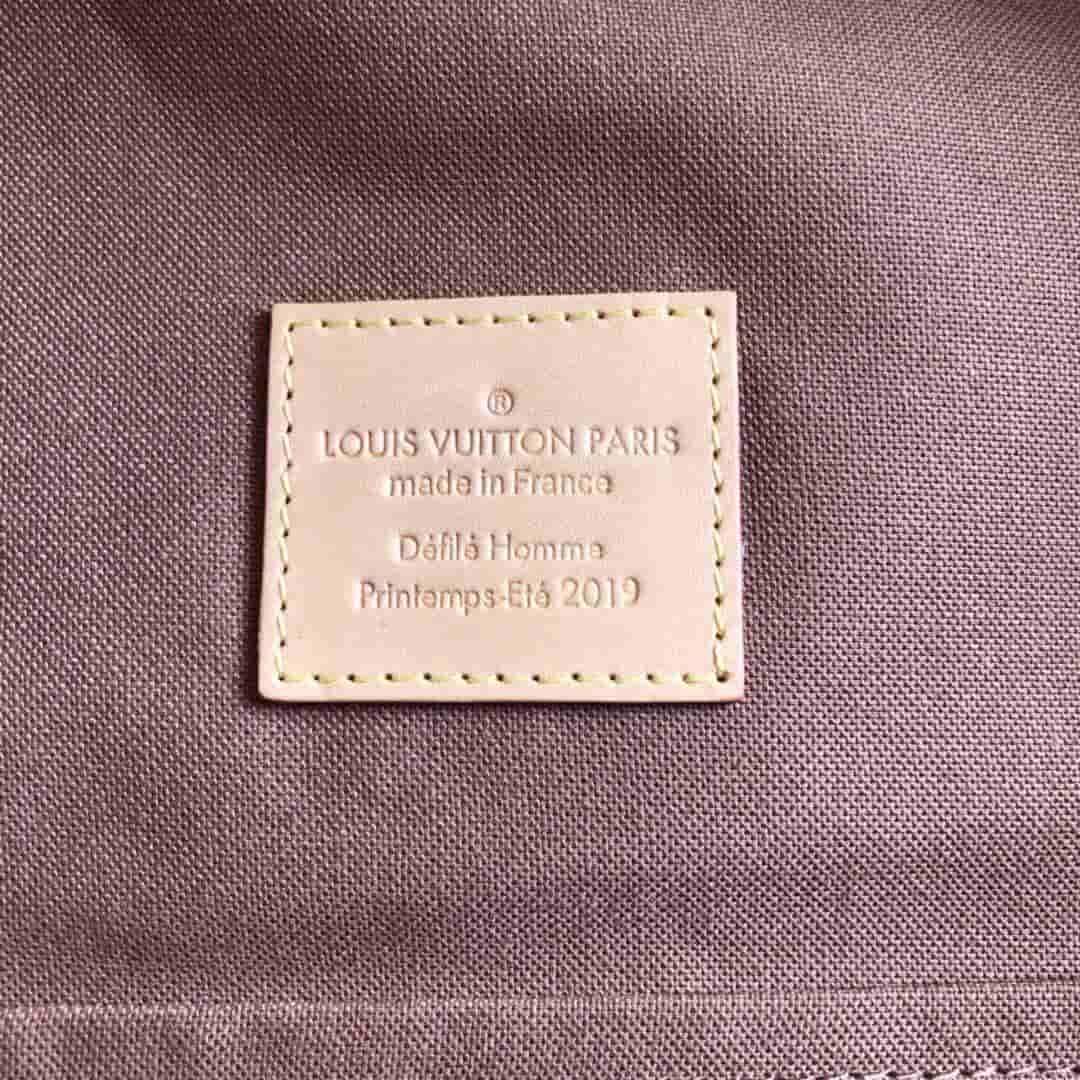 ®
LOUIS VUITTON PARIS
made in France
Défilé Homme
Printemps-Eté 2019